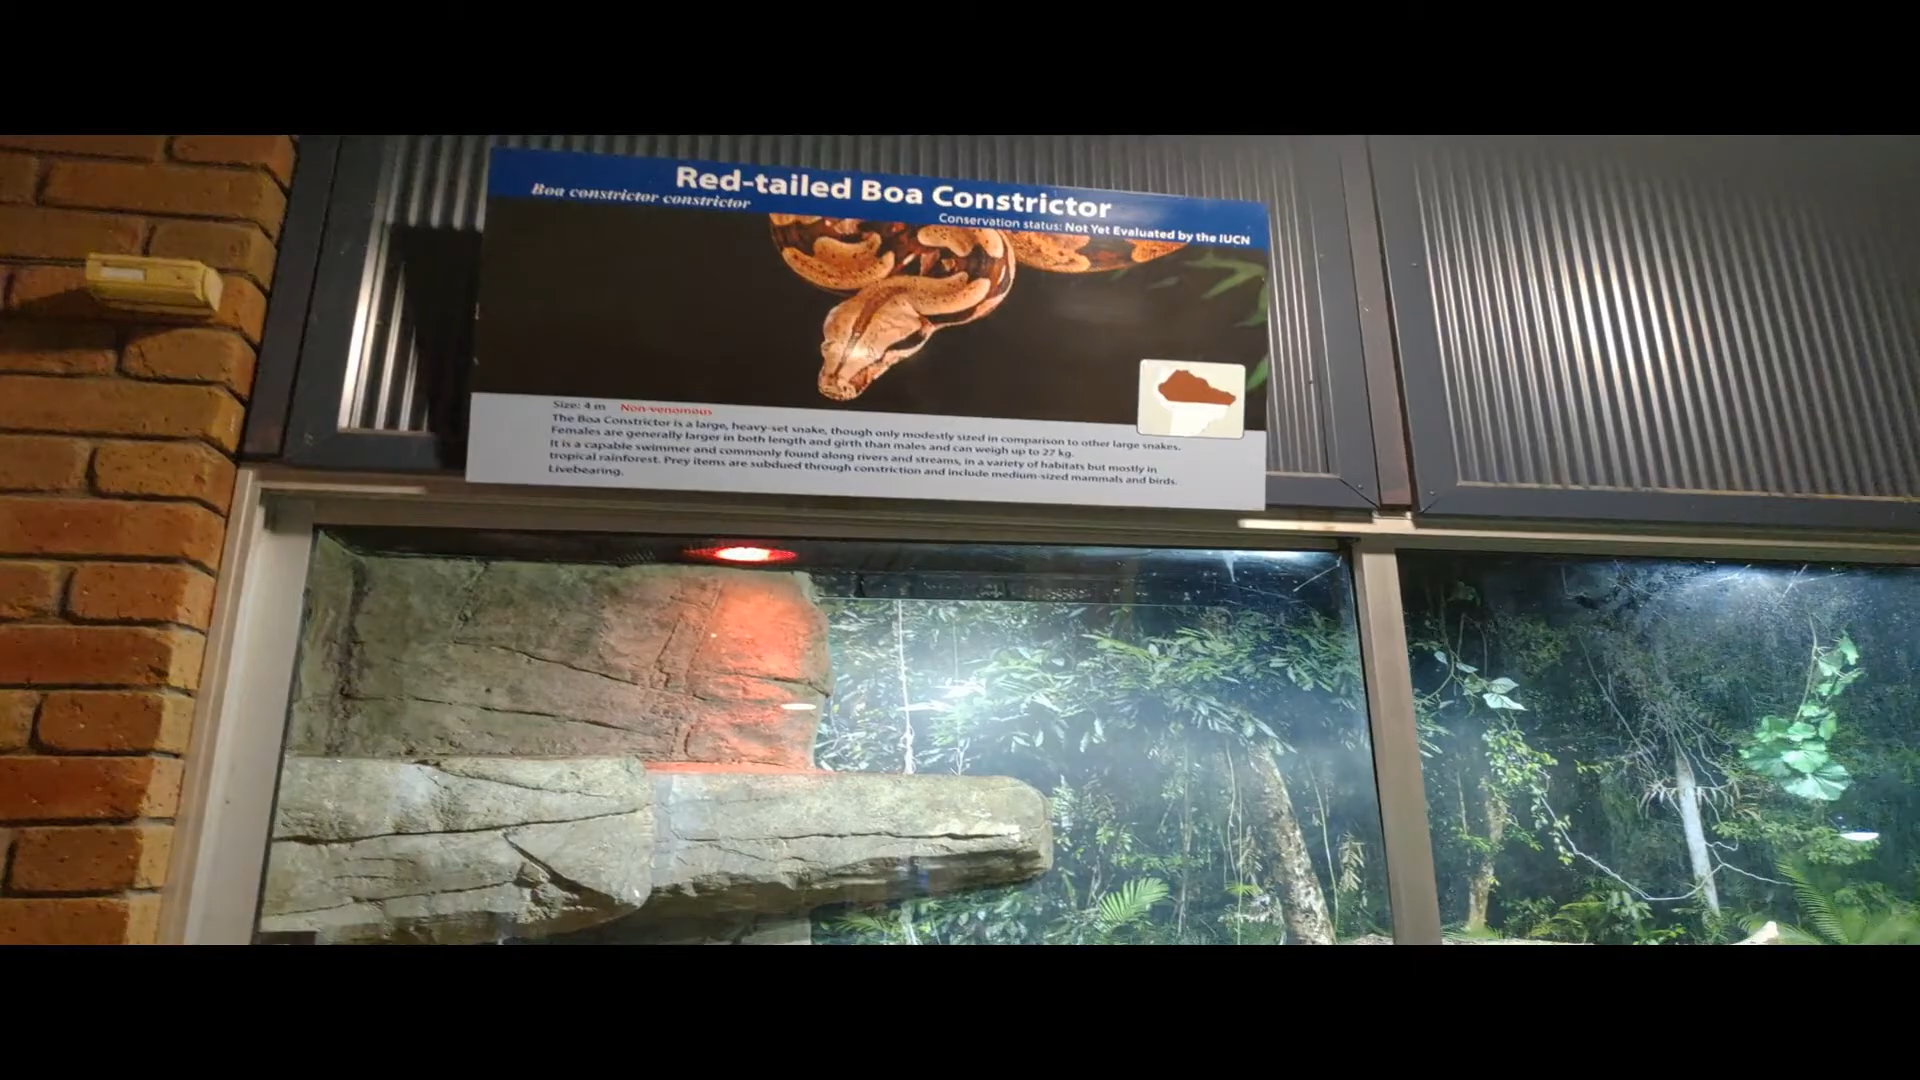 Red-tailed Boa Constrictor
Boa constrictor constrictor
Conservation status: Not Yet Evaluated by the IUCN
Size: 4 m Non-venomous
The Boa Constrictor is a large, heavy-set snake, though only modestly sized in comparison to other large snakes.
Females are generally larger in both length and girth than males and can weigh up to 27 kg.
It is a capable swimmer and commonly found along rivers and streams, in a variety of habitats but mostly in
tropical rainforest. Prey items are subdued through constriction and include medium-sized mammals and birds.
Livebearing.